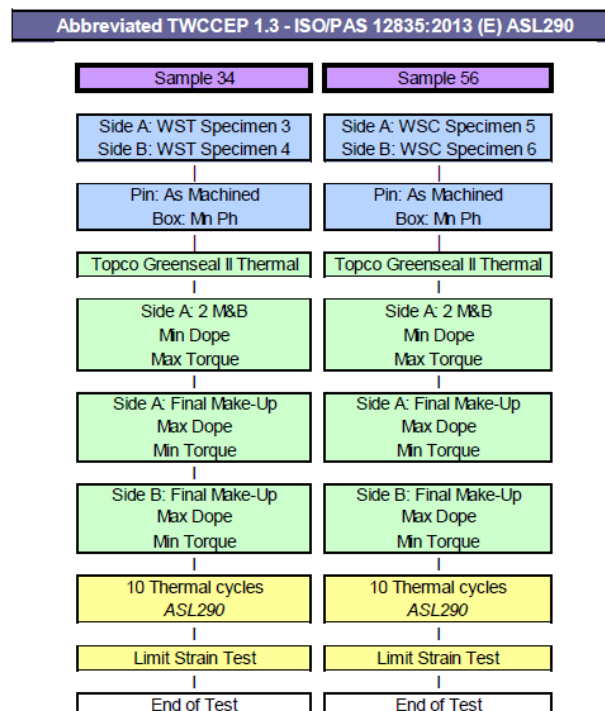 Abbreviated TWCCEP 1.3 - ISO/PAS 12835:2013 (E) ASL290
Sample 34
Side A: WST Specimen 3
Side B: WST Specimen 4
Pin: As Machined
Box: Mn Ph
Topco Greenseal II Thermal
Side A: 2 M&B
Min Dope
Max Torque
Side A: Final Make-Up
Max Dope
Min Torque
Side B: Final Make-Up
Max Dope
Min Torque
10 Thermal cycles
ASL290
Limit Strain Test
End of Test
Sample 56
Side A: WSC Specimen 5
Side B: WSC Specimen 6
Pin: As Machined
Box: Mn Ph
Topco Greenseal II Thermal
Side A: 2 M&B
Min Dope
Max Torque
Side A: Final Make-Up
Max Dope
Min Torque
Side B: Final Make-Up
Max Dope
Min Torque
10 Thermal cycles
ASL290
Limit Strain Test
End of Test